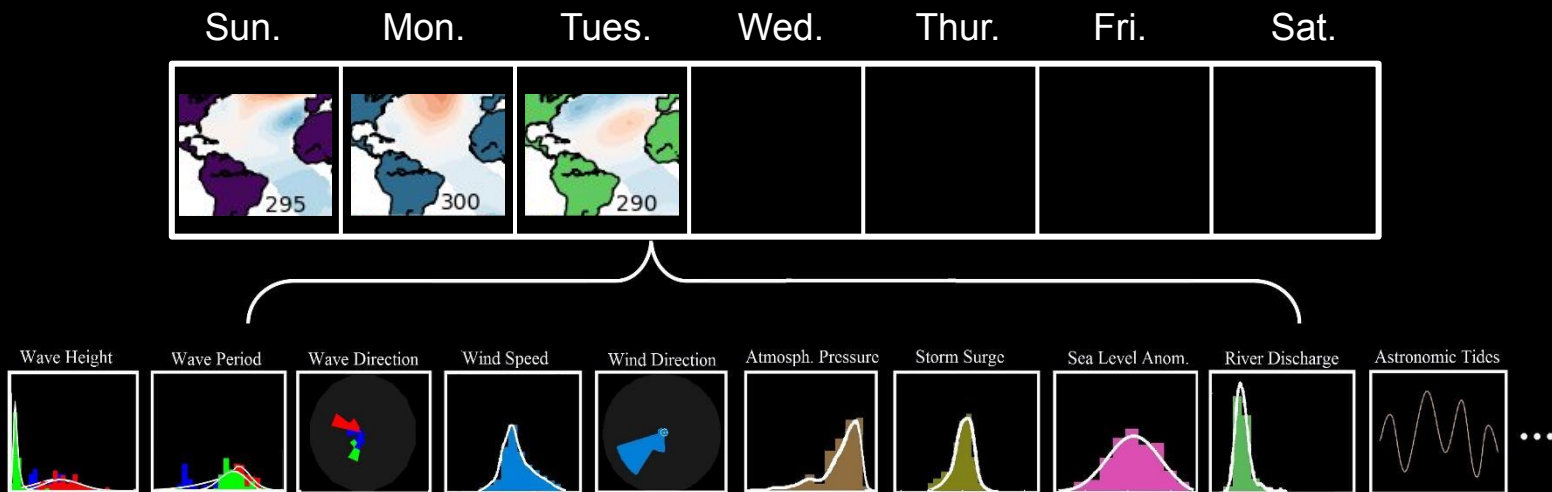 Sun. Mon. Tues. Wed. Thur. Fri. Sat.
295 300 290
Wave Height Wave Period Wave Direction Wind Speed Wind Direction Atmosph. Pressure Storm Surge Sea Level Anom. River Discharge Astronomic Tides
....